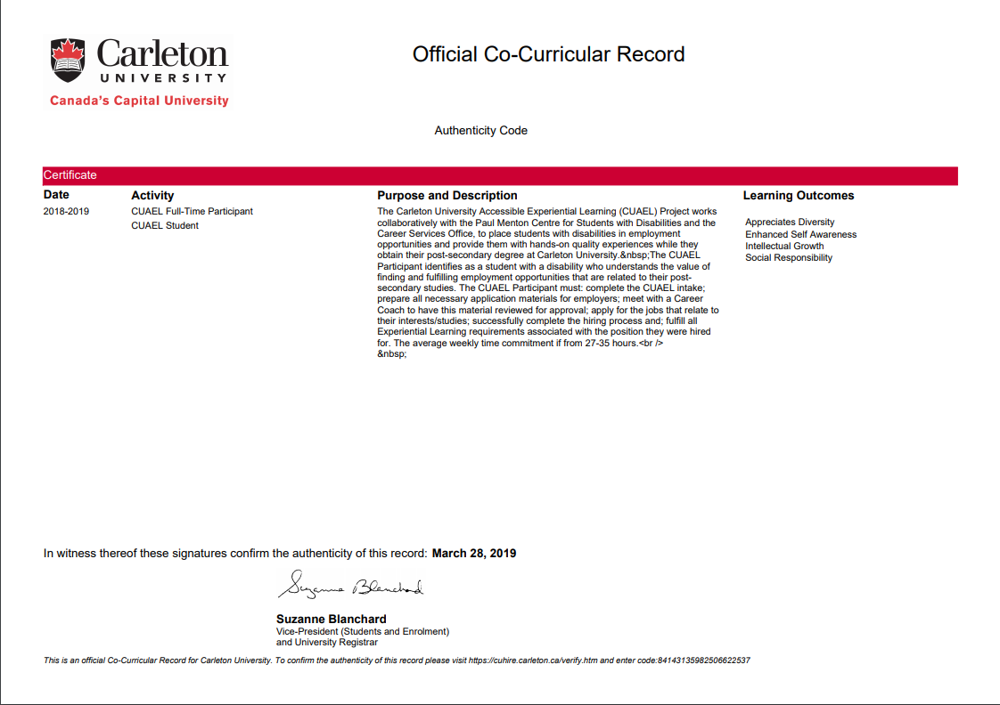 Carleton
UNIVERSITY
Canada's Capital University
Official Co-Curricular Record
Authenticity Code
Certificate
Date
Activity
Purpose and Description
Learning Outcomes
2018-2019
CUAEL Full-Time Participant
CUAEL Student
The Carleton University Accessible Experiential Learning (CUAEL) Project works
collaboratively with the Paul Menton Centre for Students with Disabilities and the
Career Services Office, to place students with disabilities in employment
opportunities and provide them with hands-on quality experiences while they
obtain their post-secondary degree at Carleton University.&nbsp;The CUAEL
Participant identifies as a student with a disability who understands the value of
finding and fulfilling employment opportunities that are related to their post-
secondary studies. The CUAEL Participant must: complete the CUAEL intake;
prepare all necessary application materials for employers; meet with a Career
Coach to have this material reviewed for approval; apply for the jobs that relate to
their interests/studies; successfully complete the hiring process and; fulfill all
Experiential Learning requirements associated with the position they were hired
for. The average weekly time commitment if from 27-35 hours.<br />
&nbsp;
Appreciates Diversity
Enhanced Self Awareness
Intellectual Growth
Social Responsibility
In witness thereof these signatures confirm the authenticity of this record: March 28, 2019
Suzanne Blanchard
Suzanne Blanchard
Vice-President (Students and Enrolment)
and University Registrar
This is an official Co-Curricular Record for Carleton University. To confirm the authenticity of this record please visit https://cuhire.carleton.ca/verify.htm and enter code:84143135982506622537